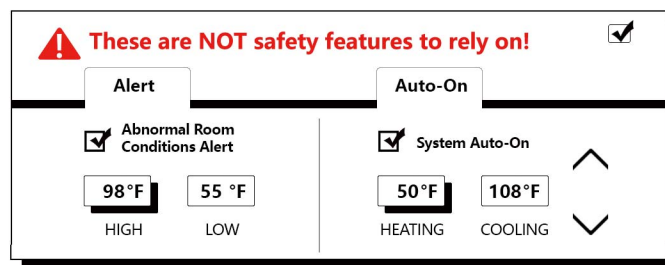 These are NOT safety features to rely on!
Alert
Auto-On
Abnormal Room
Conditions Alert
System Auto-On
98°F
55 °F
50°F
108°F
HIGH
LOW
HEATING
COOLING